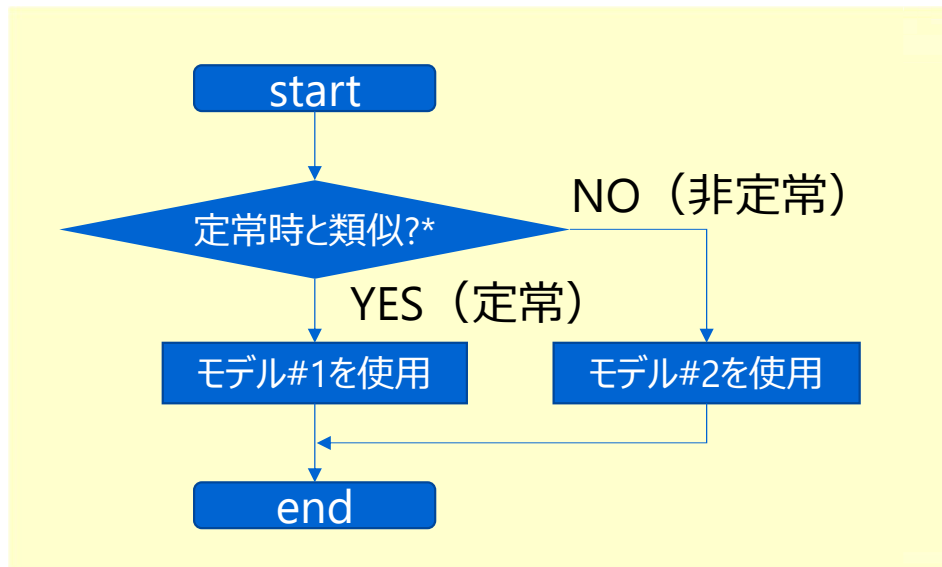 start
定常時と類似?*
NO（非定常）
YES（定常）
モデル#1を使用
モデル#2を使用
end